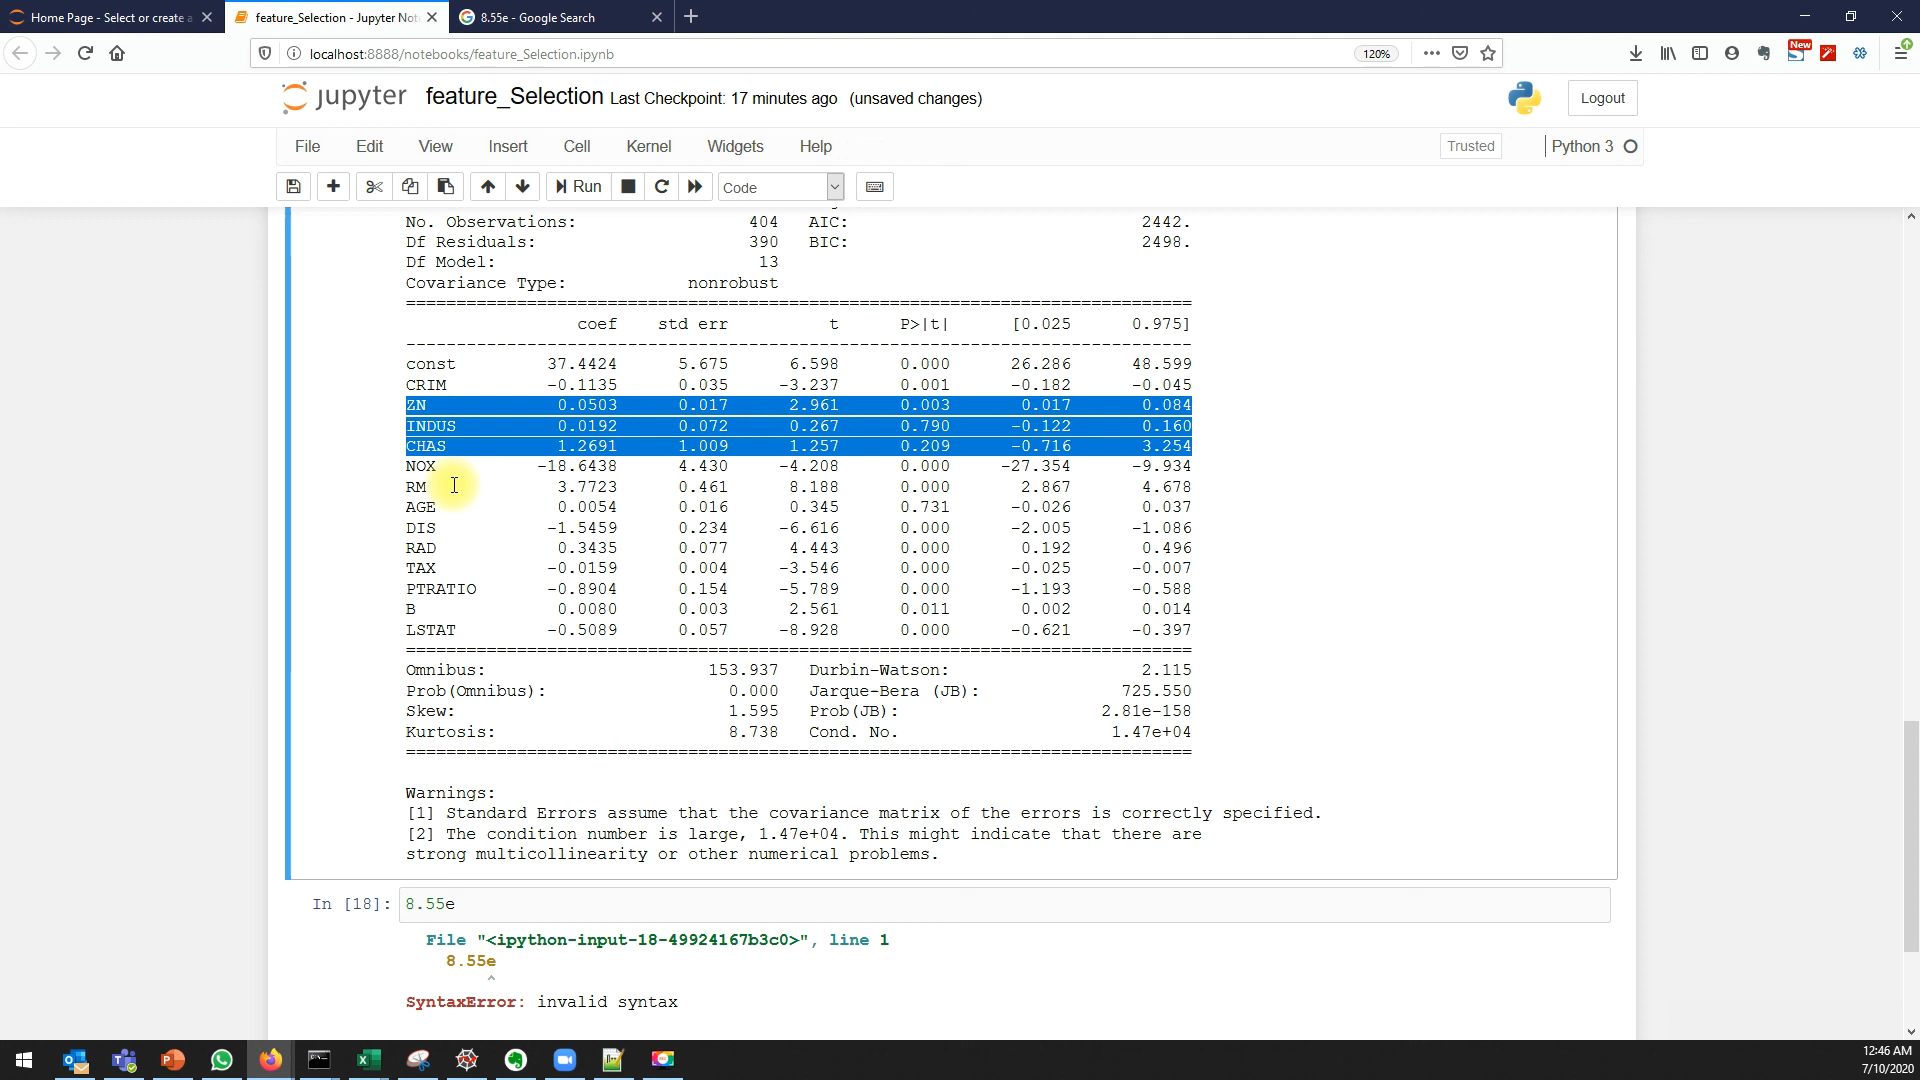 Home Page - Select or create a
feature_Selection - Jupyter Not
8.55e - Google Search
localhost:8888/notebooks/feature_Selection.ipynb
120%
New
jupyter feature_Selection Last Checkpoint: 17 minutes ago (unsaved changes)
Logout
File Edit View Insert Cell Kernel Widgets Help
Trusted
Python 3
Run
Code
No. Observations: 404 AIC: 2442.
Df Residuals: 390 BIC: 2498.
Df Model: 13
Covariance Type: nonrobust
==============================================================================
coef std err t P>|t| [0.025 0.975]
------------------------------------------------------------------------------
const 37.4424 5.675 6.598 0.000 26.286 48.599
CRIM -0.1135 0.035 -3.237 0.001 -0.182 -0.045
ZN 0.0503 0.017 2.961 0.003 0.017 0.084
INDUS 0.0192 0.072 0.267 0.790 -0.122 0.160
CHAS 1.2691 1.009 1.257 0.209 -0.716 3.254
NOX -18.6438 4.430 -4.208 0.000 -27.354 -9.934
RM 3.7723 0.461 8.188 0.000 2.867 4.678
AGE 0.0054 0.016 0.345 0.731 -0.026 0.037
DIS -1.5459 0.234 -6.616 0.000 -2.005 -1.086
RAD 0.3435 0.077 4.443 0.000 0.192 0.496
TAX -0.0159 0.004 -3.546 0.000 -0.025 -0.007
PTRATIO -0.8904 0.154 -5.789 0.000 -1.193 -0.588
B 0.0080 0.003 2.561 0.011 0.002 0.014
LSTAT -0.5089 0.057 -8.928 0.000 -0.621 -0.397
==============================================================================
Omnibus: 153.937 Durbin-Watson: 2.115
Prob(Omnibus): 0.000 Jarque-Bera (JB): 725.550
Skew: 1.595 Prob(JB): 2.81e-158
Kurtosis: 8.738 Cond. No. 1.47e+04
==============================================================================
Warnings:
[1] Standard Errors assume that the covariance matrix of the errors is correctly specified.
[2] The condition number is large, 1.47e+04. This might indicate that there are
strong multicollinearity or other numerical problems.
In [18]: 8.55e
File "<ipython-input-18-49924167b3c0>", line 1
8.55e
^
SyntaxError: invalid syntax
12:46 AM
7/10/2020